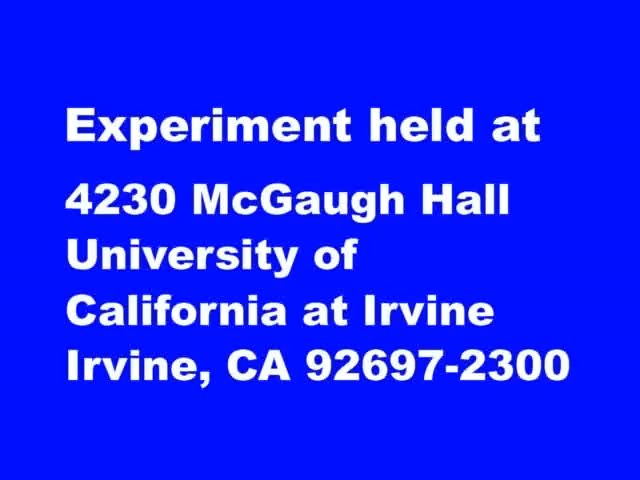 Experiment held at
4230 McGaugh Hall
University of
California at Irvine
Irvine, CA 92697-2300